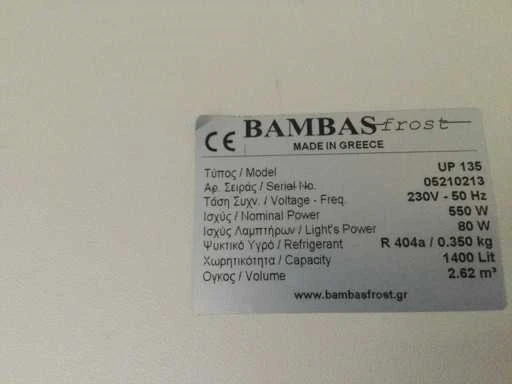 CE BAMBAS frost
MADE IN GREECE
Τύπος / Model UP 135
Αρ. Σειράς / Serial No. 05210213
Τάση Συχν. / Voltage - Freq. 230V - 50 Hz
Ισχύς / Nominal Power 550 W
Ισχύς Λαμπτήρων / Light's Power 80 W
Ψυκτικό Υγρό / Refrigerant R 404a / 0.350 kg
Χωρητικότητα / Capacity 1400 Lit
Ογκος / Volume 2.62 m³
www.bambasfrost.gr